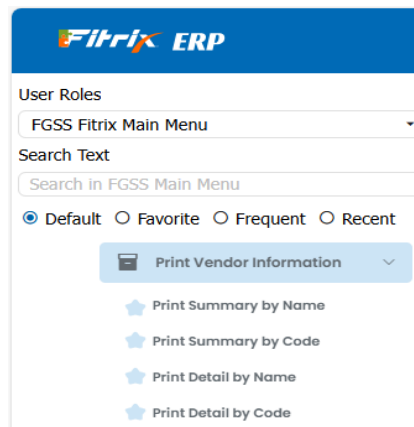 Fitrix ERP
User Roles
FGSS Fitrix Main Menu
Search Text
Search in FGSS Main Menu
Default Favorite Frequent Recent
Print Vendor Information
Print Summary by Name
Print Summary by Code
Print Detail by Name
Print Detail by Code